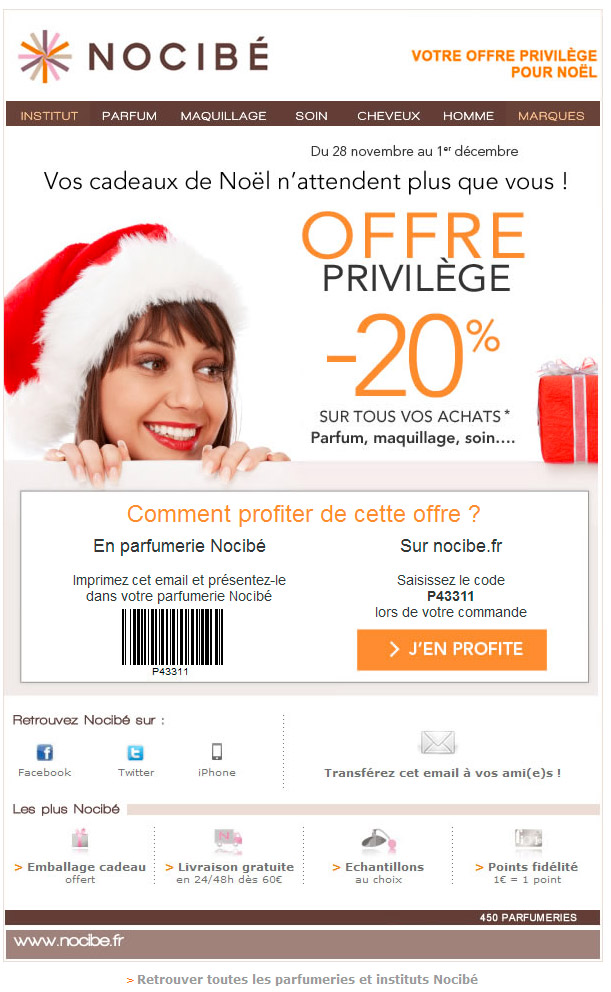 NOCIBÉ
VOTRE OFFRE PRIVILÈGE
POUR NOËL
INSTITUT PARFUM MAQUILLAGE SOIN CHEVEUX HOMME MARQUES
Du 28 novembre au 1er décembre
Vos cadeaux de Noël n'attendent plus que vous !
OFFRE
PRIVILÈGE
-20%
SUR TOUS VOS ACHATS*
Parfum, maquillage, soin....
Comment profiter de cette offre ?
En parfumerie Nocibé
Imprimez cet email et présentez-le
dans votre parfumerie Nocibé
P43311
Sur nocibe.fr
Saisissez le code
P43311
lors de votre commande
> J'EN PROFITE
Retrouvez Nocibé sur :
Facebook Twitter iPhone
Transférez cet email à vos ami(e)s !
Les plus Nocibé
> Emballage cadeau
offert
> Livraison gratuite
en 24/48h dès 60€
> Echantillons
au choix
> Points fidélité
1€ = 1 point
450 PARFUMERIES
www.nocibe.fr
> Retrouver toutes les parfumeries et instituts Nocibé